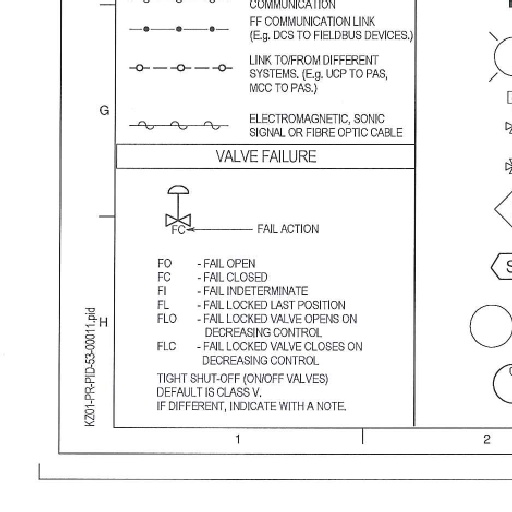 COMMUNICATION
FF COMMUNICATION LINK
(E.g. DCS TO FIELDBUS DEVICES.)
LINK TO/FROM DIFFERENT
SYSTEMS. (E.g. UCP TO PAS,
MCC TO PAS.)
G
ELECTROMAGNETIC, SONIC
SIGNAL OR FIBRE OPTIC CABLE
VALVE FAILURE
FC
FAIL ACTION
FO - FAIL OPEN
FC - FAIL CLOSED
FI - FAIL INDETERMINATE
FL - FAIL LOCKED LAST POSITION
FLO - FAIL LOCKED VALVE OPENS ON
DECREASING CONTROL
FLC - FAIL LOCKED VALVE CLOSES ON
DECREASING CONTROL
TIGHT SHUT-OFF (ON/OFF VALVES)
DEFAULT IS CLASS V.
IF DIFFERENT, INDICATE WITH A NOTE.
H
KZ01-PR-PID-53-00011.pid
1
2
S